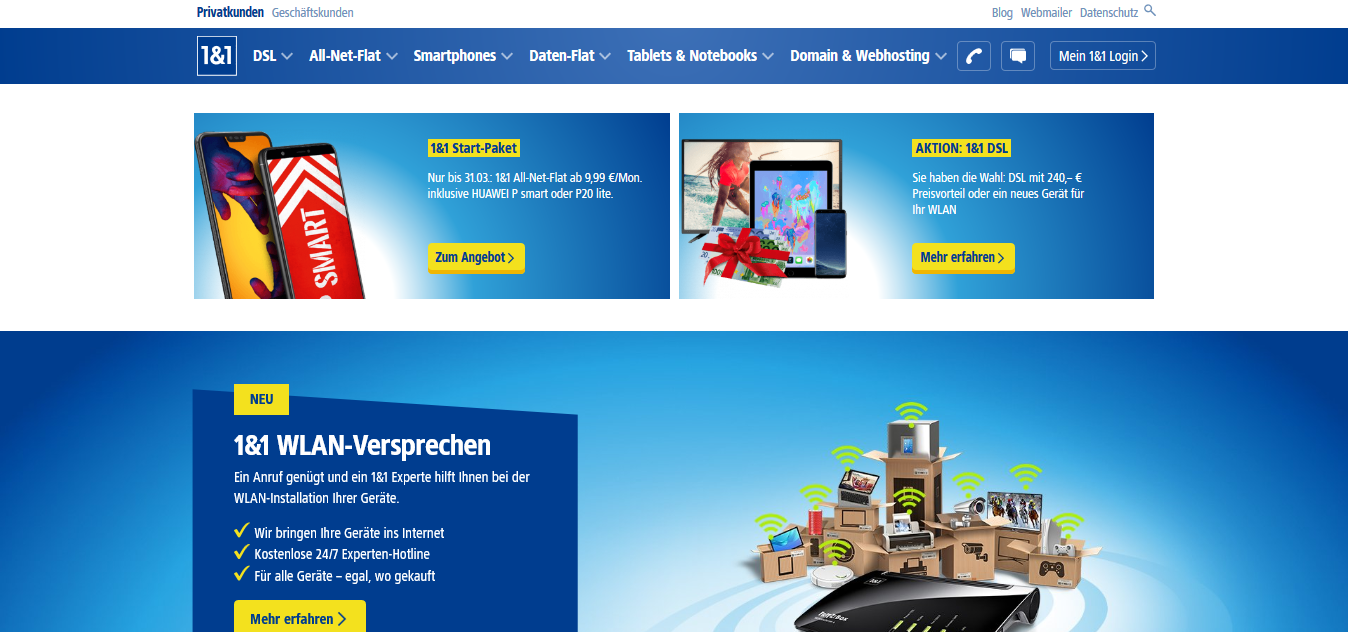 Privatkunden Geschäftskunden
Blog Webmailer Datenschutz
1&1 DSL All-Net-Flat Smartphones Daten-Flat Tablets & Notebooks Domain & Webhosting Mein 1&1 Login
1&1 Start-Paket
Nur bis 31.03.: 1&1 All-Net-Flat ab 9,99 €/Mon.
inklusive HUAWEI P smart oder P20 lite.
Zum Angebot
SMART
AKTION: 1&1 DSL
Sie haben die Wahl: DSL mit 240,– €
Preisvorteil oder ein neues Gerät für
Ihr WLAN
Mehr erfahren
NEU
1&1 WLAN-Versprechen
Ein Anruf genügt und ein 1&1 Experte hilft Ihnen bei der
WLAN-Installation Ihrer Geräte.
Wir bringen Ihre Geräte ins Internet
Kostenlose 24/7 Experten-Hotline
Für alle Geräte – egal, wo gekauft
Mehr erfahren
1&1